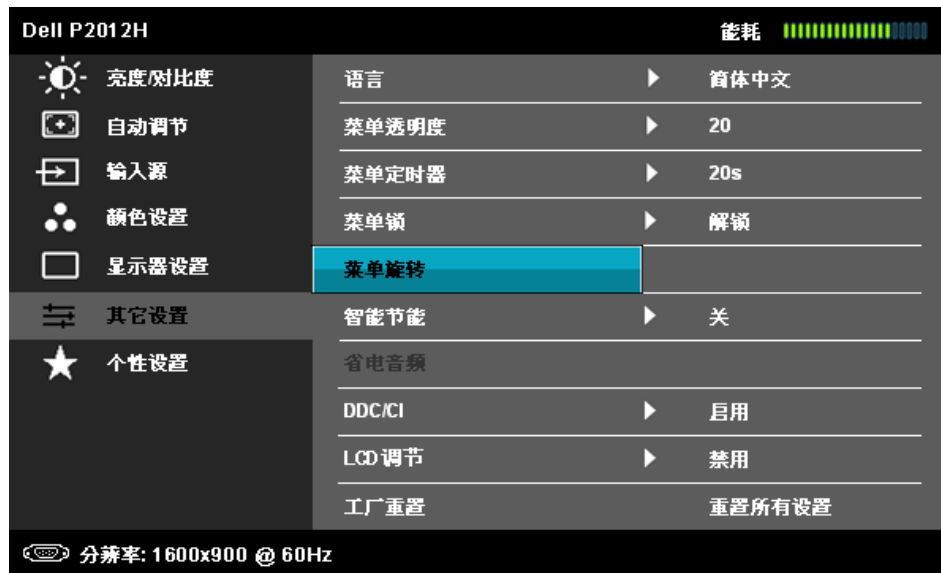 Dell P2012H 能耗
亮度/对比度 语言 简体中文
自动调节 菜单透明度 20
输入源 菜单定时器 20s
颜色设置 菜单锁 解锁
显示器设置 菜单旋转
其它设置 智能节能 关
个性设置 省电音频
DDC/CI 启用
LCD 调节 禁用
工厂重置 重置所有设置
分辨率: 1600x900 @ 60Hz